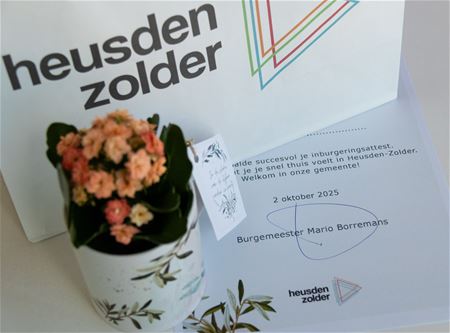 heusden
zolder
alde succesvol je inburgeringsattest.
t je je snel thuis voelt in Heusden-Zolder.
Welkom in onze gemeente!
2 oktober 2025
Burgemeester Mario Borremans
heusden
zolder